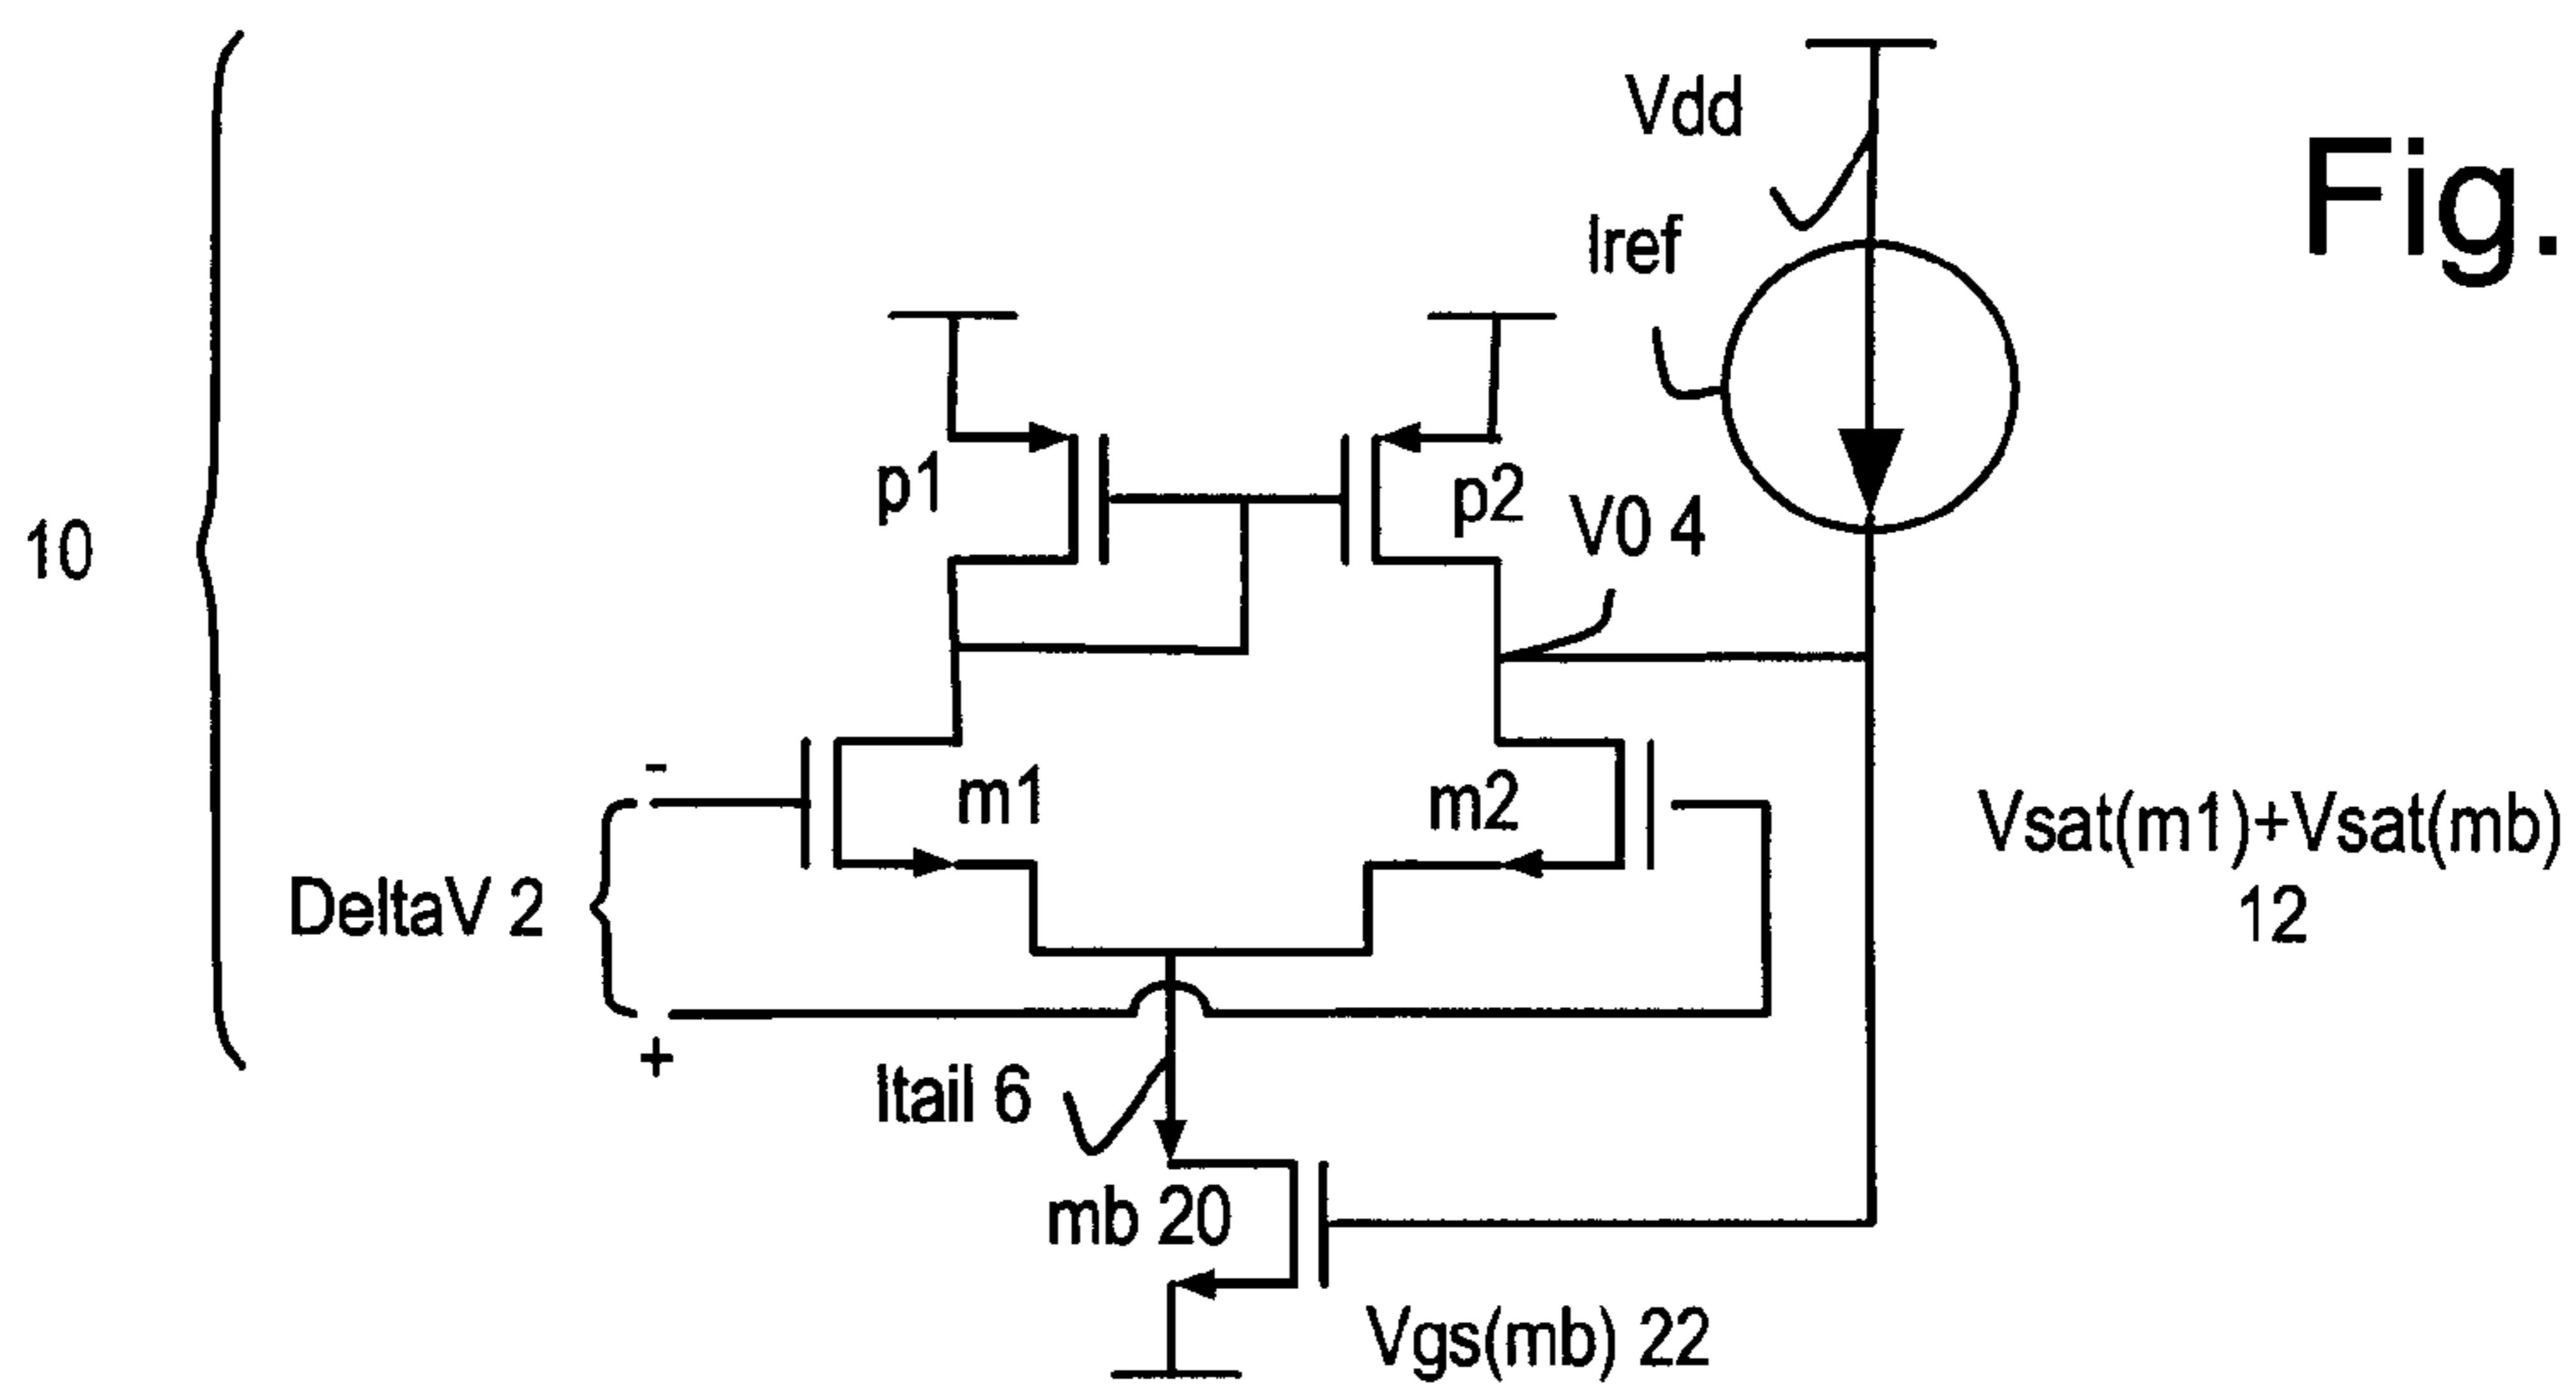 Vdd
Fig.
Iref
10
p1
p2
V0 4
-
m1
m2
Vsat(m1)+Vsat(mb)
12
DeltaV 2
+
Itail 6
mb 20
Vgs(mb) 22